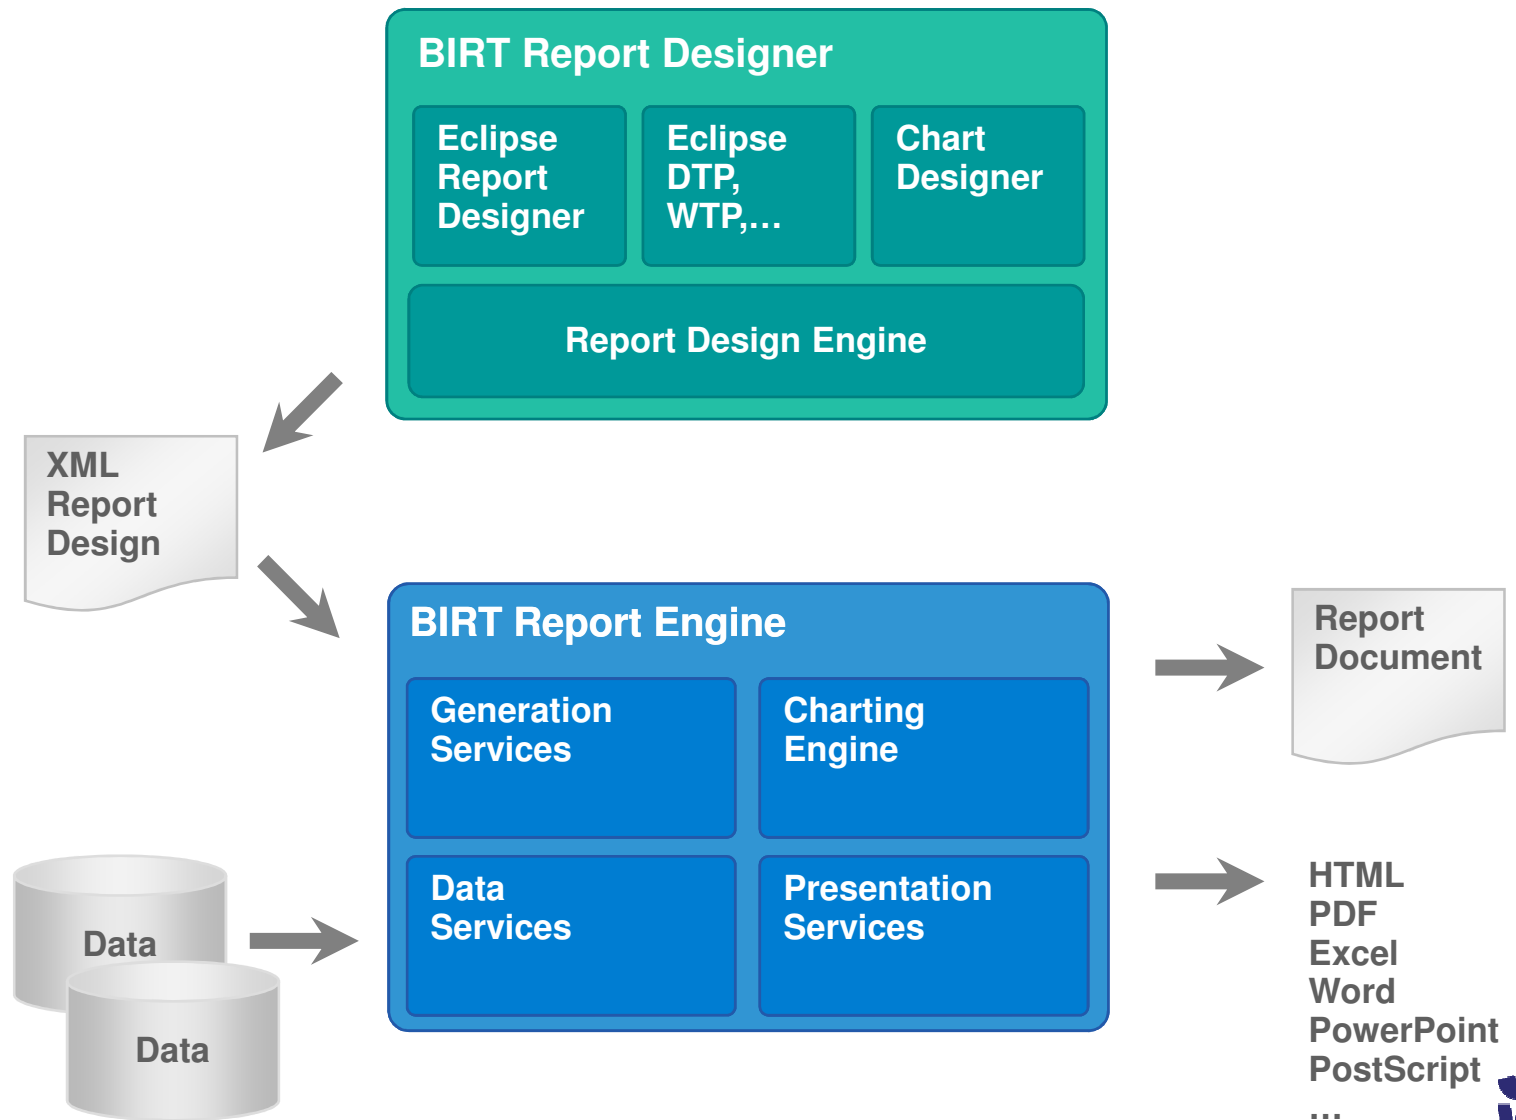 BIRT Report Designer
Eclipse
Report
Designer
Eclipse
DTP,
WTP,...
Chart
Designer
Report Design Engine
XML
Report
Design
BIRT Report Engine
Generation
Services
Charting
Engine
Data
Services
Presentation
Services
Data
Data
Report
Document
HTML
PDF
Excel
Word
PowerPoint
PostScript
...